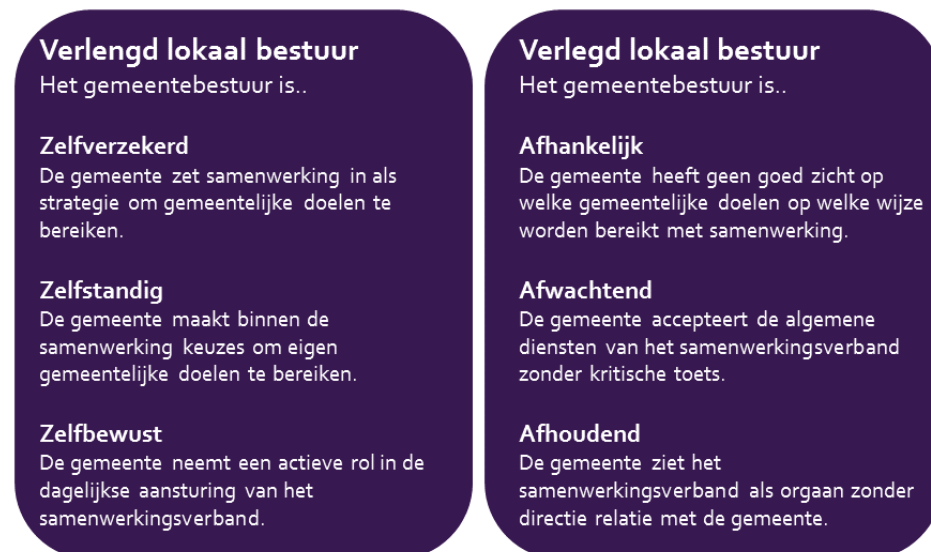 Verlengd lokaal bestuur
Het gemeentebestuur is..
Zelfverzekerd
De gemeente zet samenwerking in als
strategie om gemeentelijke doelen te
bereiken.
Zelfstandig
De gemeente maakt binnen de
samenwerking keuzes om eigen
gemeentelijke doelen te bereiken.
Zelfbewust
De gemeente neemt een actieve rol in de
dagelijkse aansturing van het
samenwerkingsverband.
Verlegd lokaal bestuur
Het gemeentebestuur is..
Afhankelijk
De gemeente heeft geen goed zicht op
welke gemeentelijke doelen op welke wijze
worden bereikt met samenwerking.
Afwachtend
De gemeente accepteert de algemene
diensten van het samenwerkingsverband
zonder kritische toets.
Afhoudend
De gemeente ziet het
samenwerkingsverband als orgaan zonder
directie relatie met de gemeente.